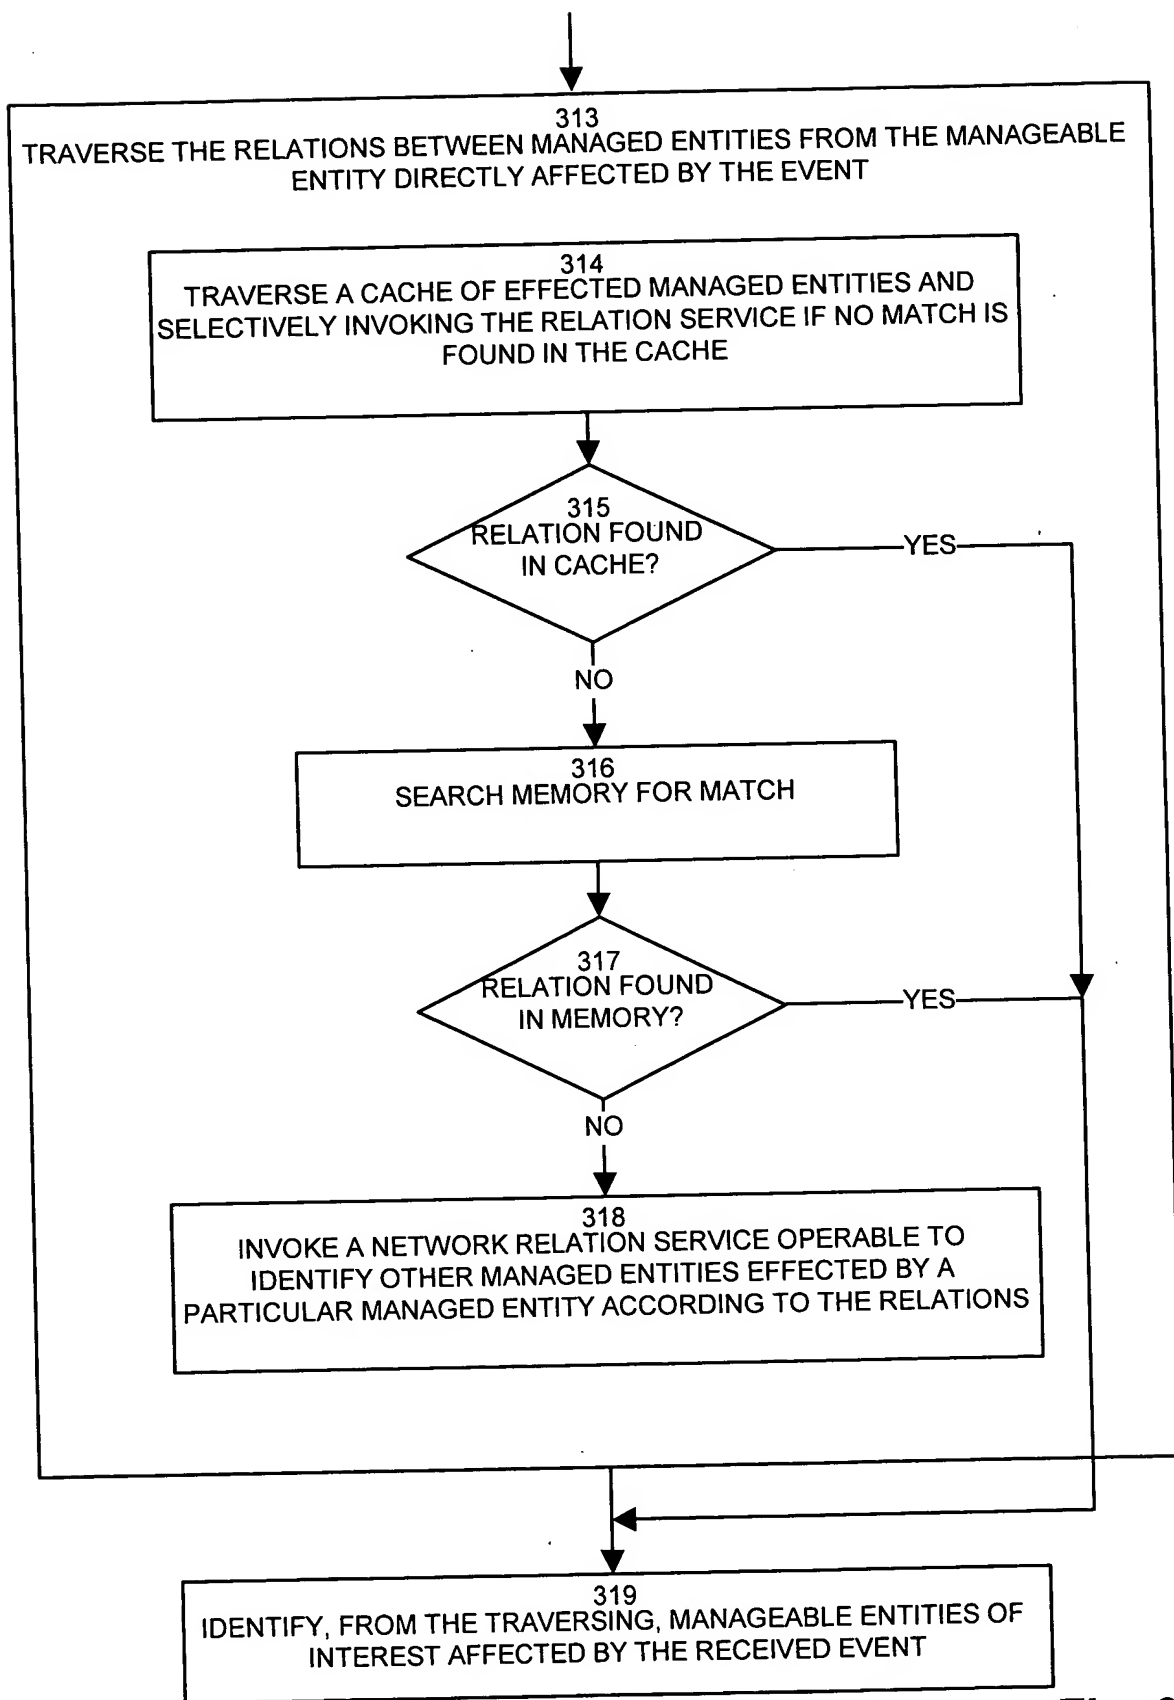 313
TRAVERSE THE RELATIONS BETWEEN MANAGED ENTITIES FROM THE MANAGEABLE
ENTITY DIRECTLY AFFECTED BY THE EVENT
314
TRAVERSE A CACHE OF EFFECTED MANAGED ENTITIES AND
SELECTIVELY INVOKING THE RELATION SERVICE IF NO MATCH IS
FOUND IN THE CACHE
315
RELATION FOUND
IN CACHE?
YES
NO
316
SEARCH MEMORY FOR MATCH
317
RELATION FOUND
IN MEMORY?
YES
NO
318
INVOKE A NETWORK RELATION SERVICE OPERABLE TO
IDENTIFY OTHER MANAGED ENTITIES EFFECTED BY A
PARTICULAR MANAGED ENTITY ACCORDING TO THE RELATIONS
319
IDENTIFY, FROM THE TRAVERSING, MANAGEABLE ENTITIES OF
INTEREST AFFECTED BY THE RECEIVED EVENT